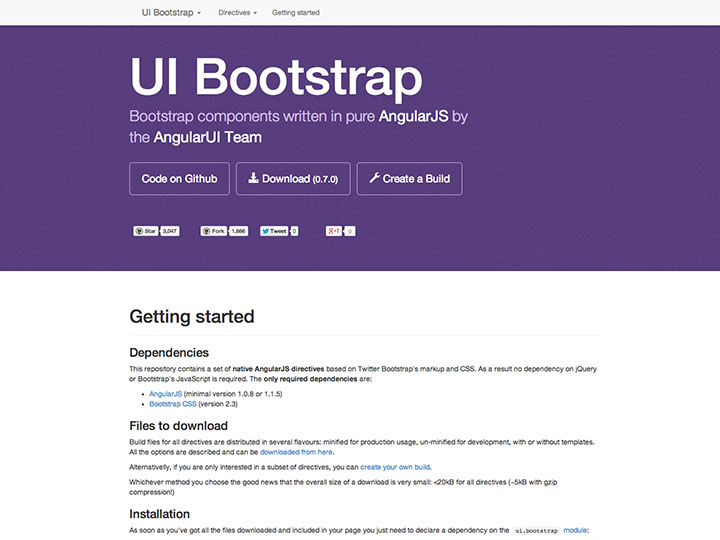 UI Bootstrap Directives Getting started
UI Bootstrap
Bootstrap components written in pure AngularJS by
the AngularUI Team
Code on Github Download (0.7.0) Create a Build
Star 3,047 Fork 1,886 Tweet 0 g+1 0
Getting started
Dependencies
This repository contains a set of native AngularJS directives based on Twitter Bootstrap's markup and CSS. As a result no dependency on jQuery
or Bootstrap's JavaScript is required. The only required dependencies are:
• AngularJS (minimal version 1.0.8 or 1.1.5)
• Bootstrap CSS (version 2.3)
Files to download
Build files for all directives are distributed in several flavours: minified for production usage, un-minified for development, with or without templates.
All the options are described and can be downloaded from here.
Alternativelly, if you are only interested in a subset of directives, you can create your own build.
Whichever method you choose the good news that the overall size of a download is very small: <20kB for all directives (~5kB with gzip
compression!)
Installation
As soon as you've got all the files downloaded and included in your page you just need to declare a dependency on the ui.bootstrap module: